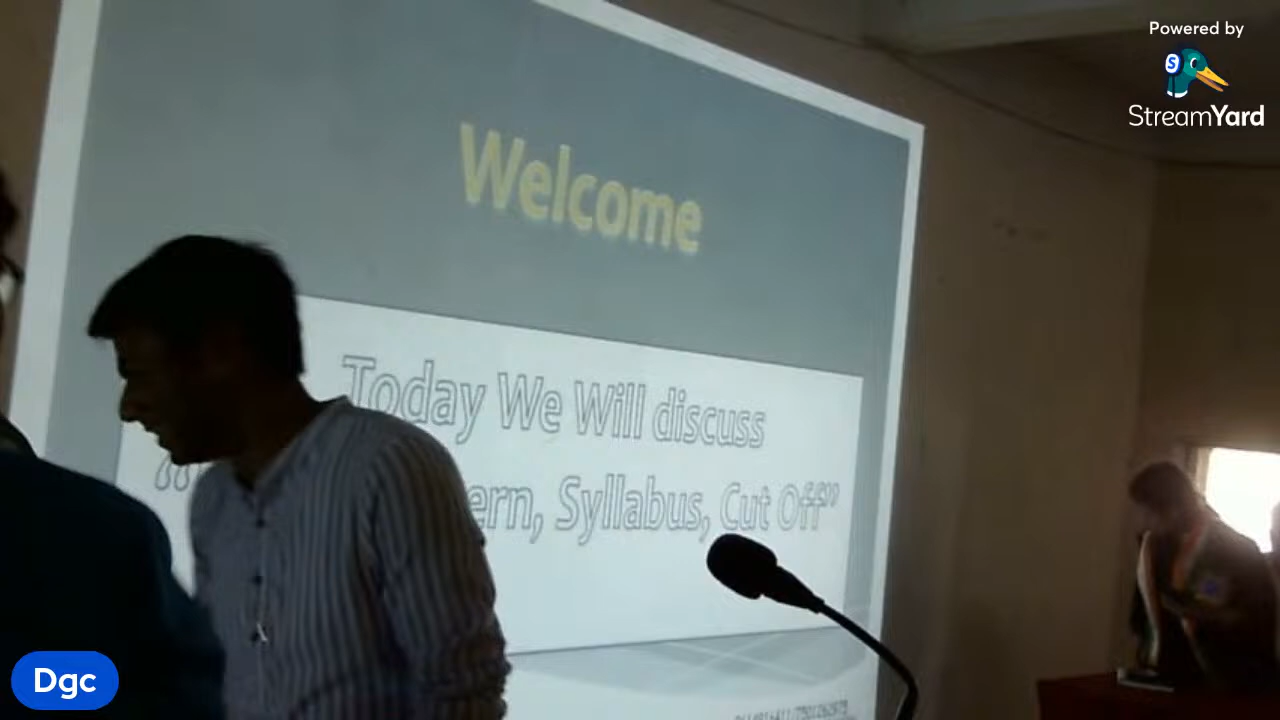 Powered by
StreamYard
Welcome
Today We Will discuss
“ ern, Syllabus, Cut Off”
Dgc